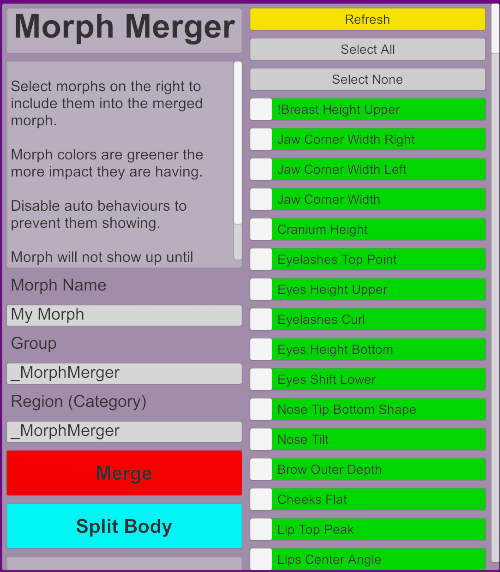 Morph Merger
Select morphs on the right to
include them into the merged
morph.
Morph colors are greener the
more impact they are having.
Disable auto behaviours to
prevent them showing.
Morph will not show up until
Morph Name
My Morph
Group
_MorphMerger
Region (Category)
_MorphMerger
Merge
Split Body
Refresh
Select All
Select None
!Breast Height Upper
Jaw Corner Width Right
Jaw Corner Width Left
Jaw Corner Width
Cranium Height
Eyelashes Top Point
Eyes Height Upper
Eyelashes Curl
Eyes Height Bottom
Eyes Shift Lower
Nose Tip Bottom Shape
Nose Tilt
Brow Outer Depth
Cheeks Flat
Lip Top Peak
Lips Center Angle